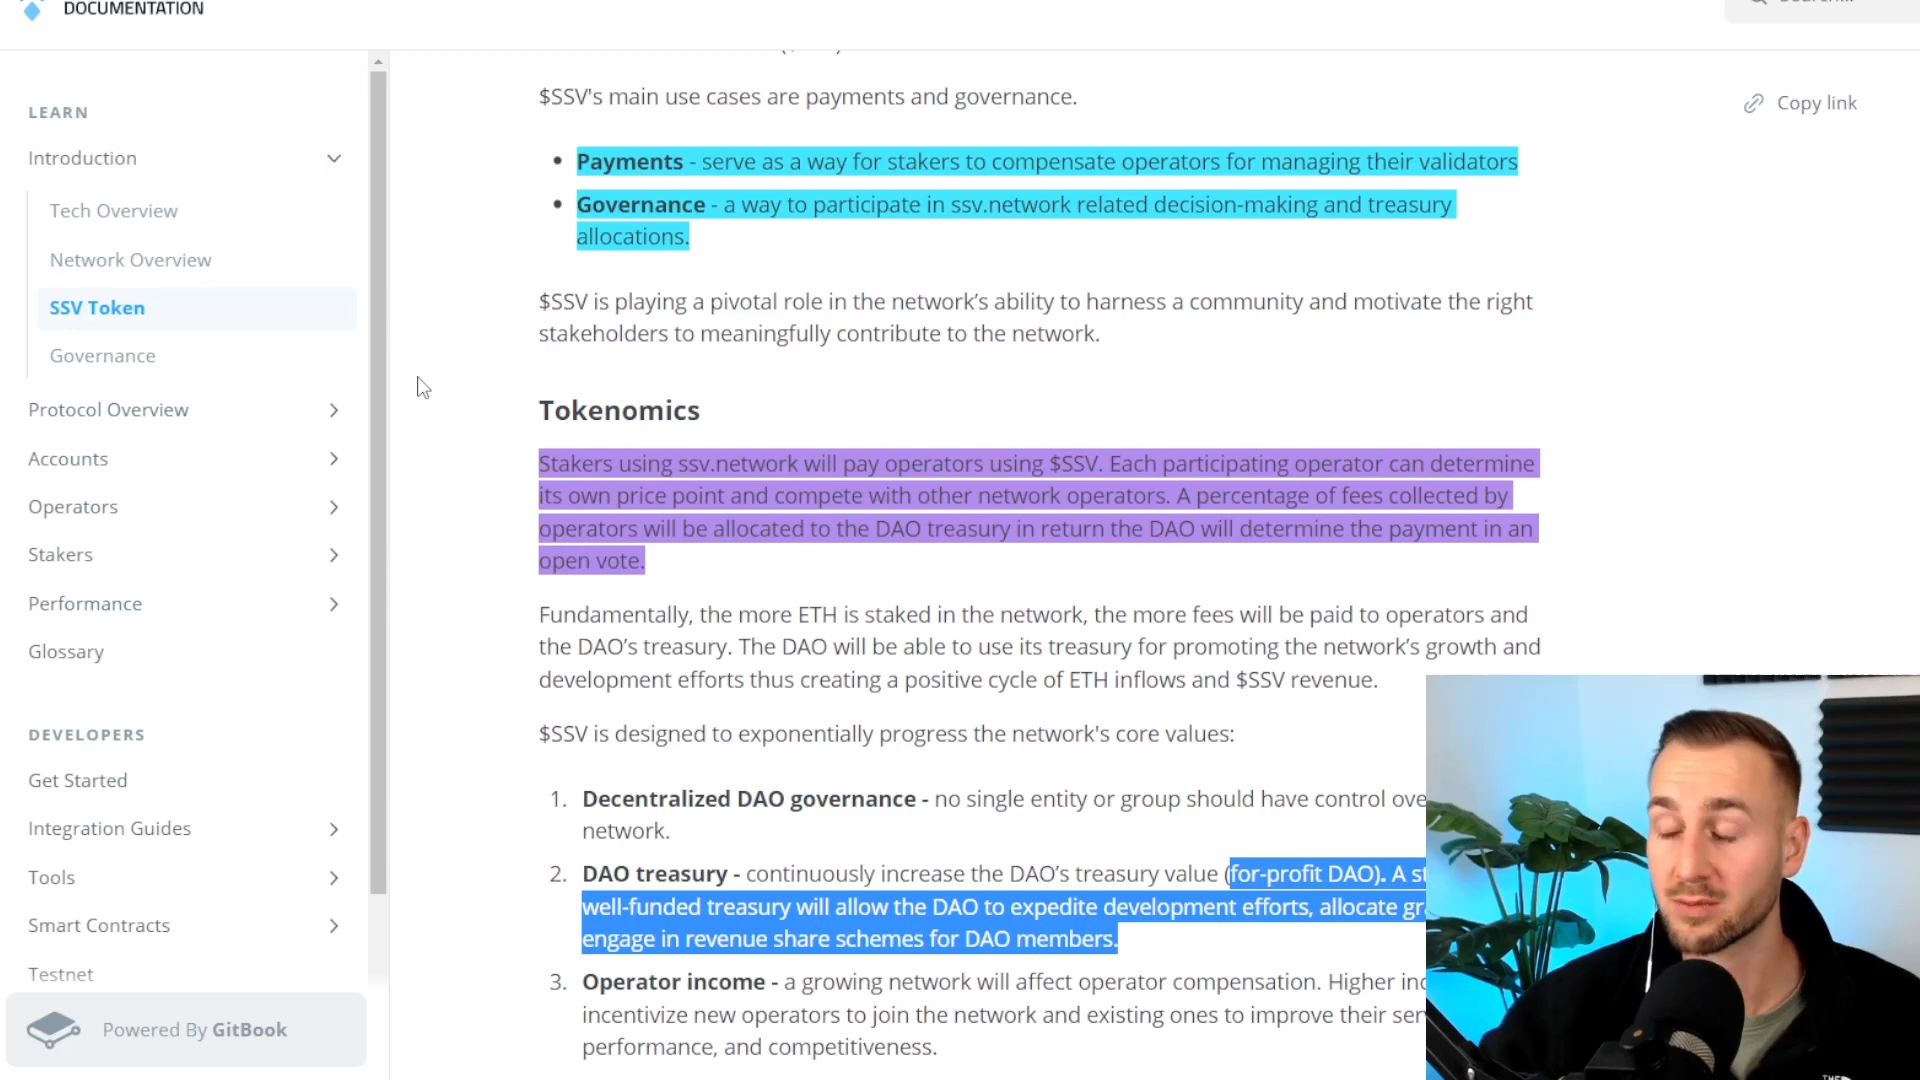 DOCUMENTATION
LEARN
Introduction
Tech Overview
Network Overview
SSV Token
Governance
Protocol Overview
Accounts
Operators
Stakers
Performance
Glossary
DEVELOPERS
Get Started
Integration Guides
Tools
Smart Contracts
Testnet
Powered By GitBook
$SSV's main use cases are payments and governance.
• Payments - serve as a way for stakers to compensate operators for managing their validators
• Governance - a way to participate in ssv.network related decision-making and treasury
allocations.
$SSV is playing a pivotal role in the network’s ability to harness a community and motivate the right
stakeholders to meaningfully contribute to the network.
Tokenomics
Stakers using ssv.network will pay operators using $SSV. Each participating operator can determine
its own price point and compete with other network operators. A percentage of fees collected by
operators will be allocated to the DAO treasury in return the DAO will determine the payment in an
open vote.
Fundamentally, the more ETH is staked in the network, the more fees will be paid to operators and
the DAO’s treasury. The DAO will be able to use its treasury for promoting the network’s growth and
development efforts thus creating a positive cycle of ETH inflows and $SSV revenue.
$SSV is designed to exponentially progress the network's core values:
1. Decentralized DAO governance - no single entity or group should have control ove
network.
2. DAO treasury - continuously increase the DAO’s treasury value (for-profit DAO). A st
well-funded treasury will allow the DAO to expedite development efforts, allocate gr
engage in revenue share schemes for DAO members.
3. Operator income - a growing network will affect operator compensation. Higher inc
incentivize new operators to join the network and existing ones to improve their ser
performance, and competitiveness.
Copy link
THE